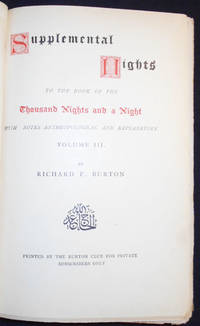 Supplemental
Nights
TO THE BOOK OF THE
Thousand Nights and a Night
WITH NOTES ANTHROPOLOGICAL AND EXPLANATORY
VOLUME III.
BY
RICHARD F. BURTON
PRINTED BY THE BURTON CLUB FOR PRIVATE
SUBSCRIBERS ONLY